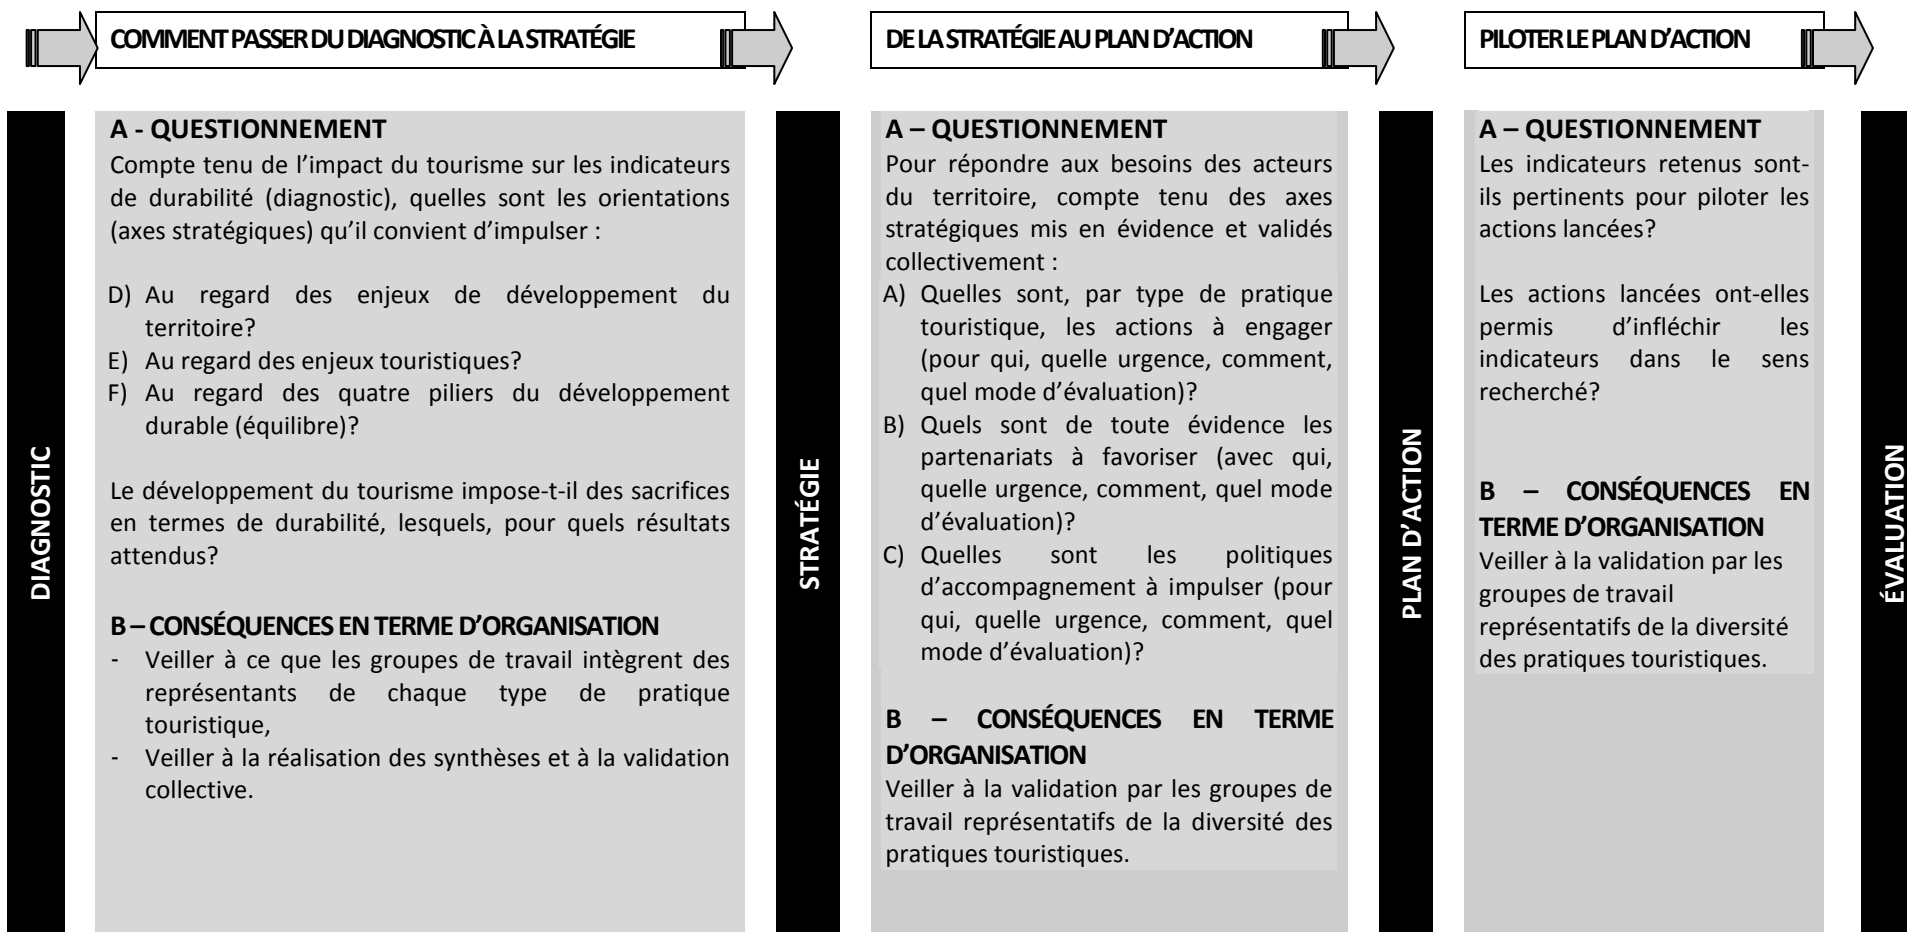 COMMENT PASSER DU DIAGNOSTIC À LA STRATÉGIE
DE LA STRATÉGIE AU PLAN D’ACTION
PILOTER LE PLAN D’ACTION
DIAGNOSTIC
A - QUESTIONNEMENT
Compte tenu de l’impact du tourisme sur les indicateurs
de durabilité (diagnostic), quelles sont les orientations
(axes stratégiques) qu’il convient d’impulser :
D) Au regard des enjeux de développement du
territoire?
E) Au regard des enjeux touristiques?
F) Au regard des quatre piliers du développement
durable (équilibre)?
Le développement du tourisme impose-t-il des sacrifices
en termes de durabilité, lesquels, pour quels résultats
attendus?
B – CONSÉQUENCES EN TERME D’ORGANISATION
- Veiller à ce que les groupes de travail intègrent des
représentants de chaque type de pratique
touristique,
- Veiller à la réalisation des synthèses et à la validation
collective.
STRATÉGIE
A – QUESTIONNEMENT
Pour répondre aux besoins des acteurs
du territoire, compte tenu des axes
stratégiques mis en évidence et validés
collectivement :
A) Quelles sont, par type de pratique
touristique, les actions à engager
(pour qui, quelle urgence, comment,
quel mode d’évaluation)?
B) Quels sont de toute évidence les
partenariats à favoriser (avec qui,
quelle urgence, comment, quel mode
d’évaluation)?
C) Quelles sont les politiques
d’accompagnement à impulser (pour
qui, quelle urgence, comment, quel
mode d’évaluation)?
B – CONSÉQUENCES EN TERME
D’ORGANISATION
Veiller à la validation par les groupes de
travail représentatifs de la diversité des
pratiques touristiques.
PLAN D’ACTION
A – QUESTIONNEMENT
Les indicateurs retenus sont-
ils pertinents pour piloter les
actions lancées?
Les actions lancées ont-elles
permis d’infléchir les
indicateurs dans le sens
recherché?
B – CONSÉQUENCES EN
TERME D’ORGANISATION
Veiller à la validation par les
groupes de travail
représentatifs de la diversité
des pratiques touristiques.
ÉVALUATION